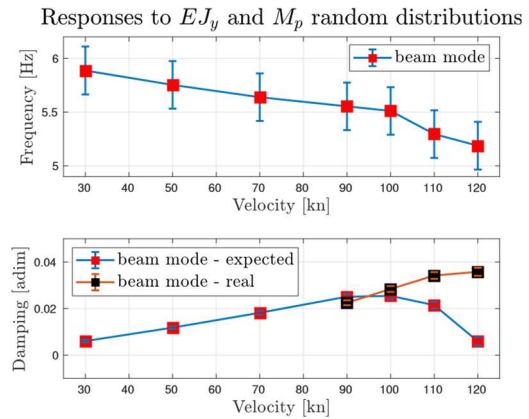 Responses to EJy and Mp random distributions
6
5.5
5
Frequency [Hz]
beam mode
30 40 50 60 70 80 90 100 110 120
Velocity [kn]
0.04
0.02
0
Damping [adim]
beam mode - expected
beam mode - real
30 40 50 60 70 80 90 100 110 120
Velocity [kn]